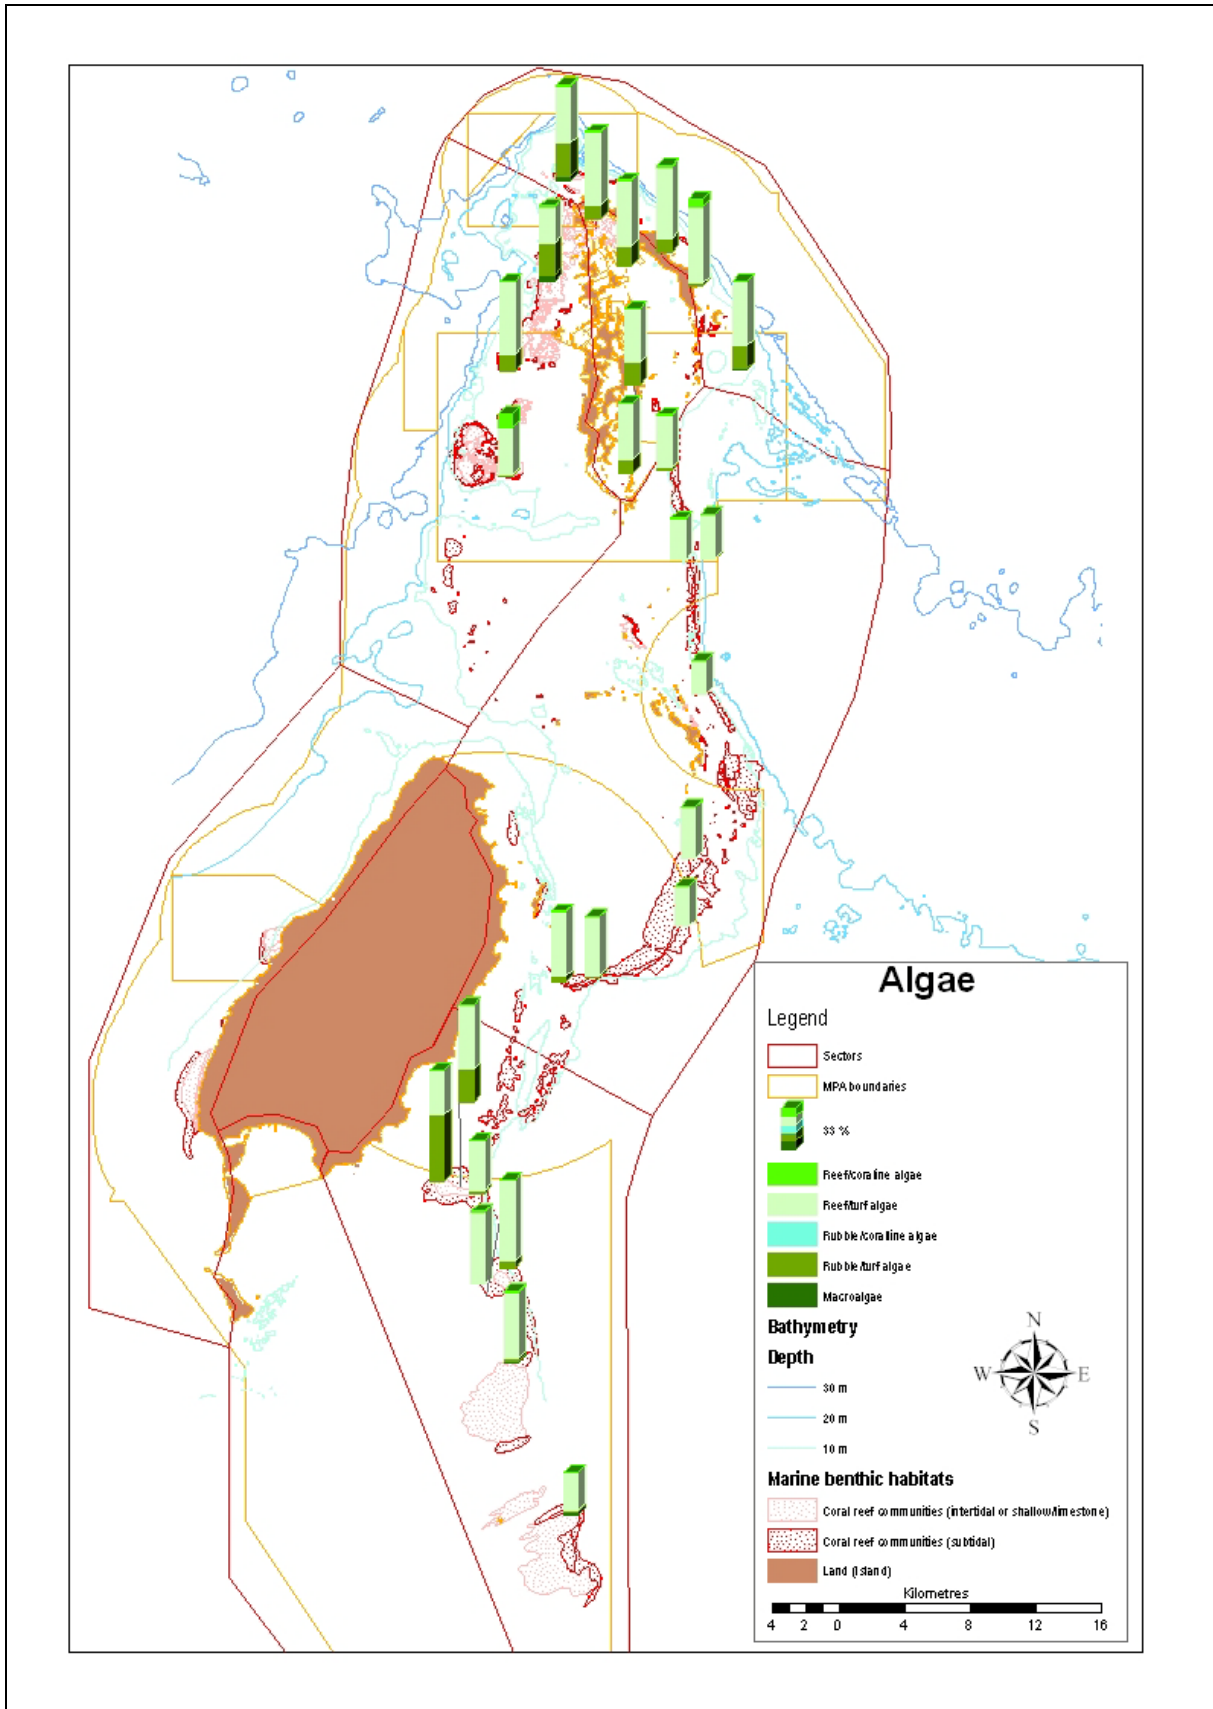 Algae
Legend
Sectors
MPA boundaries
33 %
Reef/coralline algae
Reef/turf algae
Rubble/coralline algae
Rubble/turf algae
Macroalgae
Bathymetry
Depth
30 m
20 m
10 m
N
W E
S
Marine benthic habitats
Coral reef communities (intertidal or shallow/limestone)
Coral reef communities (subtidal)
Land (Island)
Kilometres
4 2 0 4 8 12 16